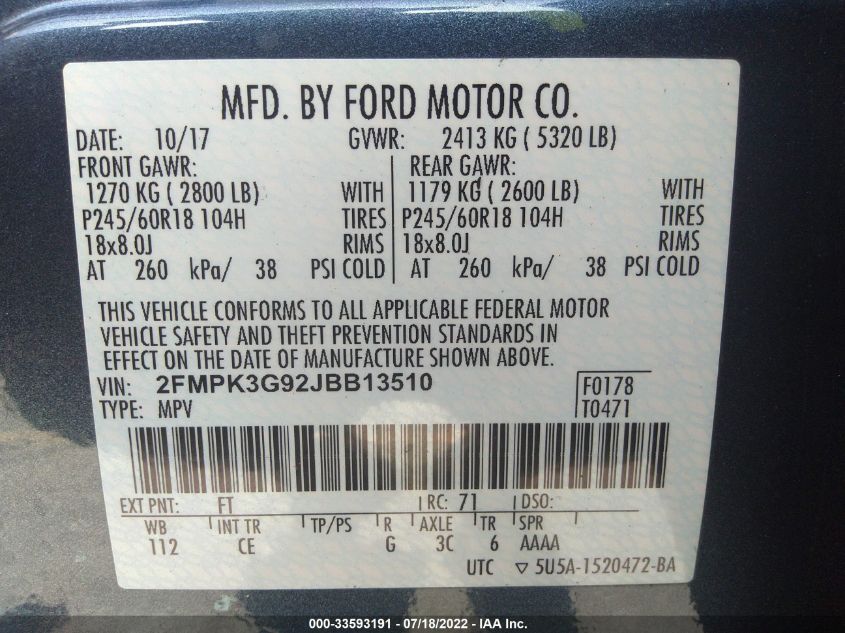 MFD. BY FORD MOTOR CO.
DATE: 10/17 GVWR: 2413 KG ( 5320 LB)
FRONT GAWR: REAR GAWR:
1270 KG ( 2800 LB) WITH 1179 KG ( 2600 LB) WITH
P245/60R18 104H TIRES P245/60R18 104H TIRES
18x8.0J RIMS 18x8.0J RIMS
AT 260 kPa/ 38 PSI COLD AT 260 kPa/ 38 PSI COLD
THIS VEHICLE CONFORMS TO ALL APPLICABLE FEDERAL MOTOR
VEHICLE SAFETY AND THEFT PREVENTION STANDARDS IN
EFFECT ON THE DATE OF MANUFACTURE SHOWN ABOVE.
VIN: 2FMPK3G92JBB13510 F0178
TYPE: MPV T0471
EXT PNT: FT RC: 71 DSO:
WB INT TR TP/PS R AXLE TR SPR
112 CE G 3C 6 AAAA
UTC ▽ 5U5A-1520472-BA
000-33593191 - 07/18/2022 - IAA Inc.